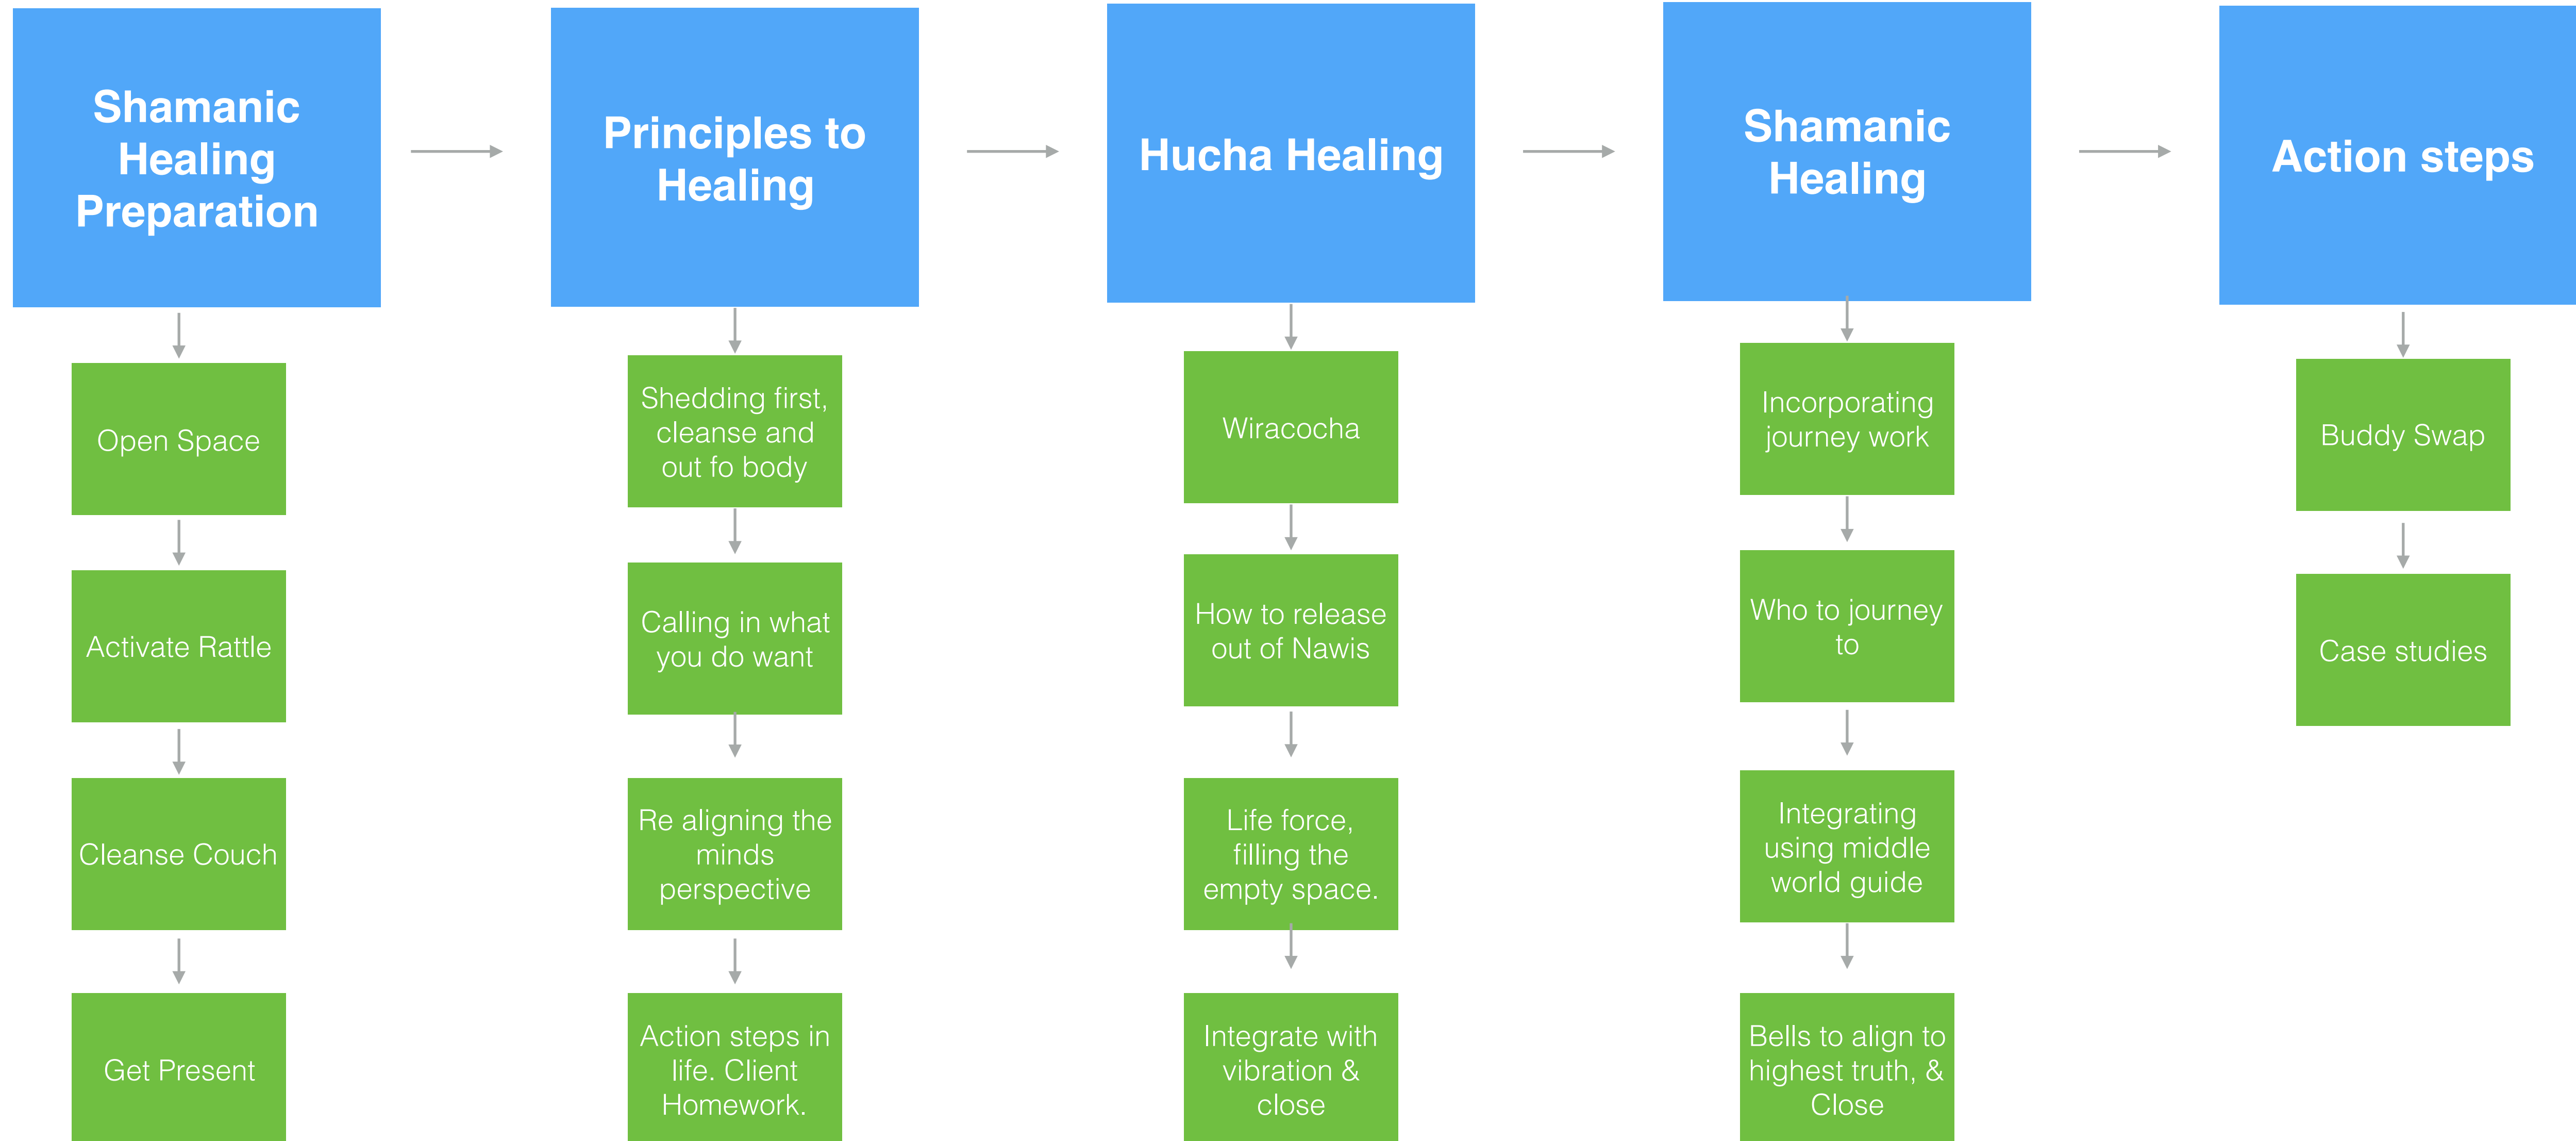 Shamanic
Healing
Preparation
Principles to
Healing
Hucha Healing
Shamanic
Healing
Action steps
Open Space
Activate Rattle
Cleanse Couch
Get Present
Shedding first,
cleanse and
out fo body
Calling in what
you do want
Re aligning the
minds
perspective
Action steps in
life. Client
Homework.
Wiracocha
How to release
out of Nawis
Life force,
filling the
empty space.
Integrate with
vibration &
close
Incorporating
journey work
Who to journey
to
Integrating
using middle
world guide
Bells to align to
highest truth, &
Close
Buddy Swap
Case studies